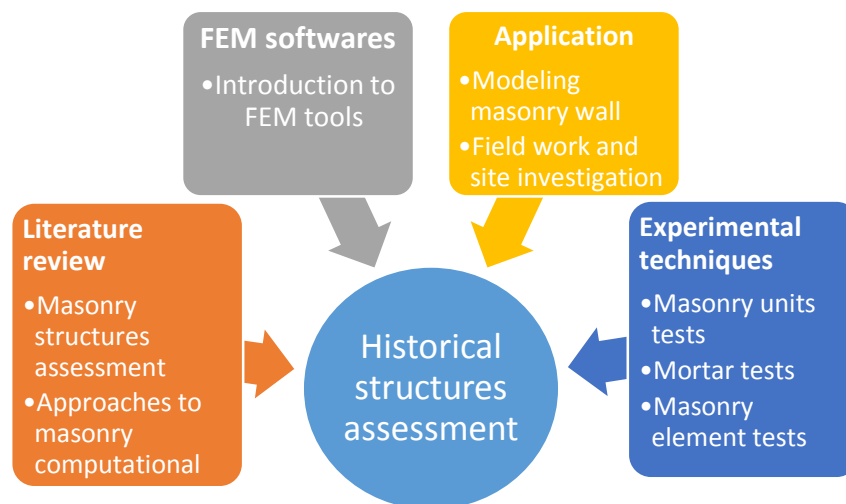 FEM softwares
•Introduction to
FEM tools
Application
•Modeling
masonry wall
•Field work and
site investigation
Literature
review
•Masonry
structures
assessment
•Approaches to
masonry
computational
Experimental
techniques
•Masonry units
tests
•Mortar tests
•Masonry
element tests
Historical
structures
assessment